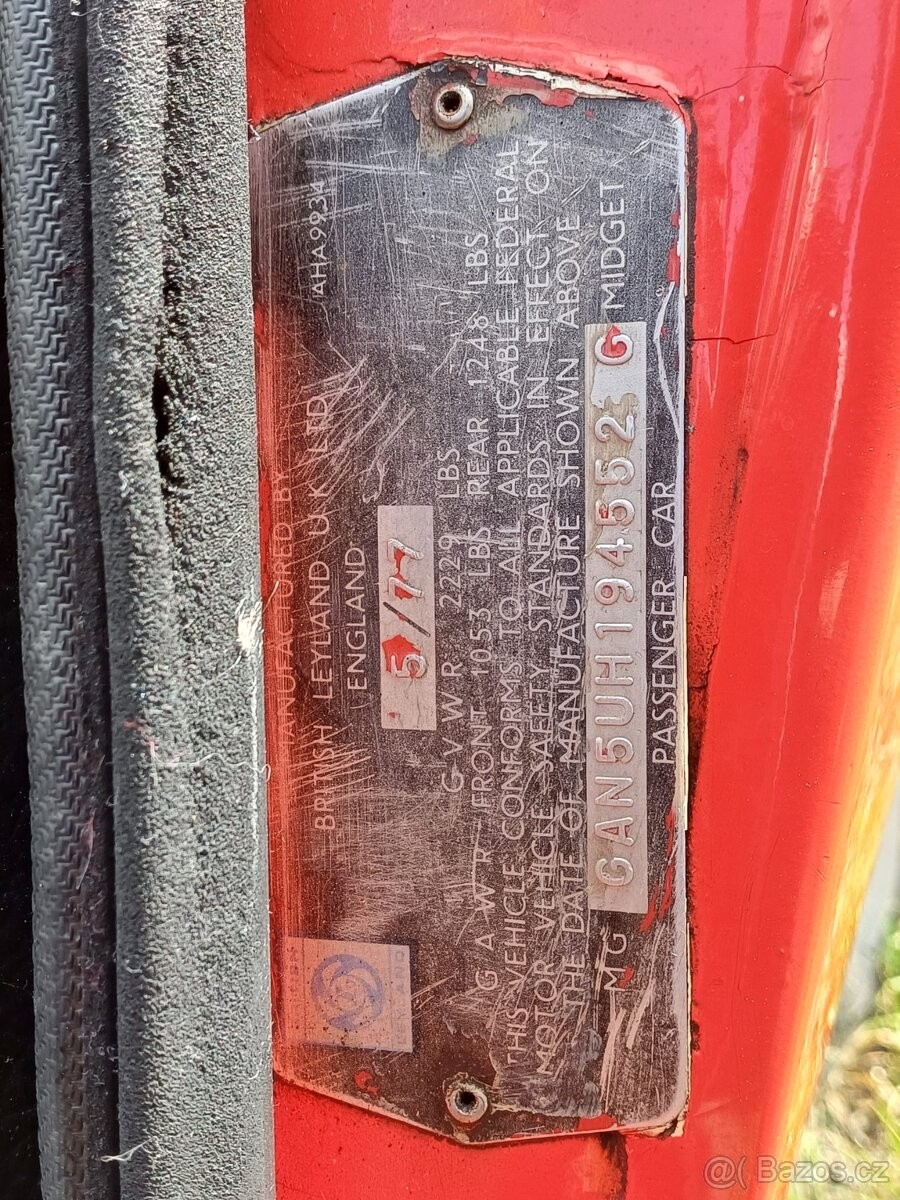 AHA9934
MANUFACTURED BY
BRITISH LEYLAND U K LTD
ENGLAND
5/77
G V W R 2229 LBS
G A W R FRONT 1053 LBS REAR 1248 LBS
THIS VEHICLE CONFORMS TO ALL APPLICABLE FEDERAL
MOTOR VEHICLE SAFETY STANDARDS IN EFFECT ON
THE DATE OF MANUFACTURE SHOWN ABOVE
MG GAN5UH194552 G MIDGET
PASSENGER CAR
@( Bazoš.cz